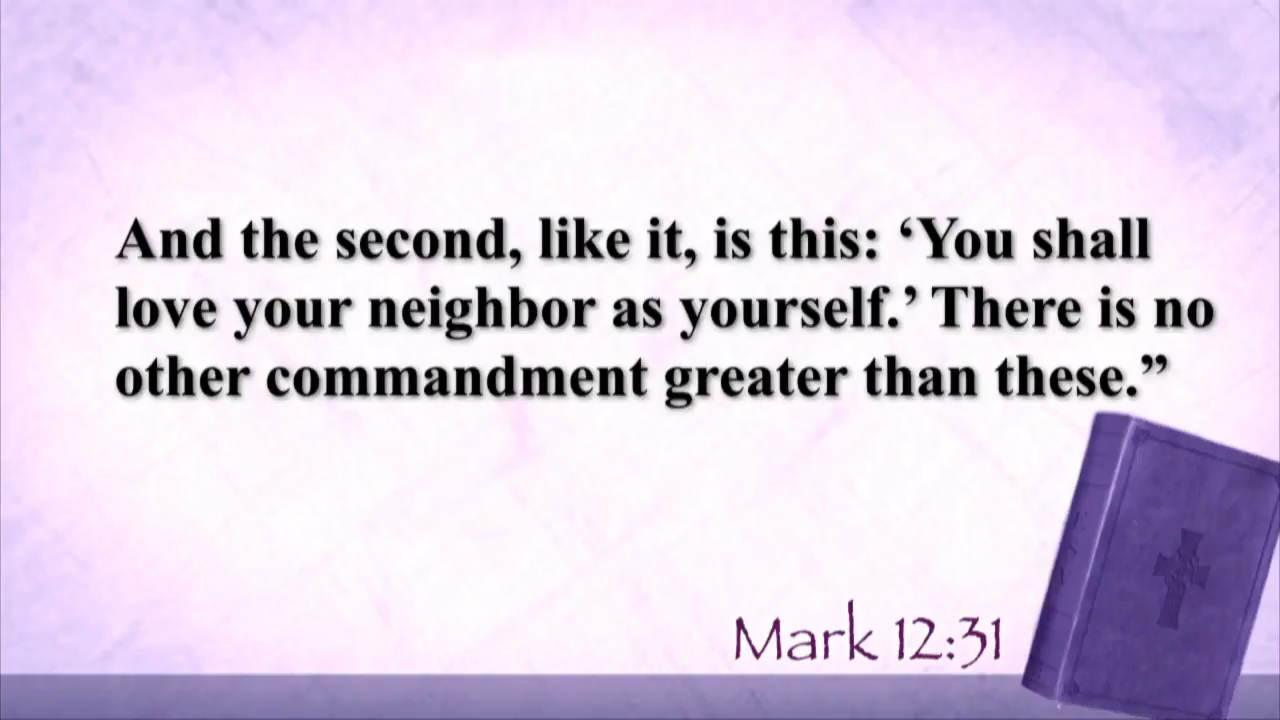 And the second, like it, is this: ‘You shall
love your neighbor as yourself.’ There is no
other commandment greater than these.”
Mark 12:31